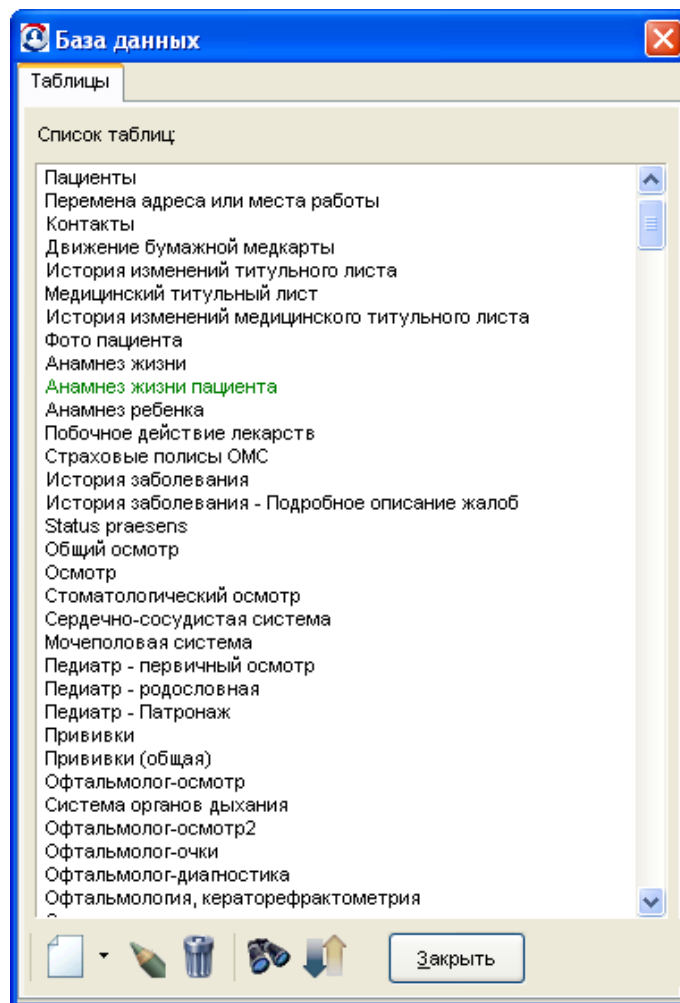 База данных
Таблицы
Список таблиц:
Пациенты
Перемена адреса или места работы
Контакты
Движение бумажной медкарты
История изменений титульного листа
Медицинский титульный лист
История изменений медицинского титульного листа
Фото пациента
Анамнез жизни
Анамнез жизни пациента
Анамнез ребенка
Побочное действие лекарств
Страховые полисы ОМС
История заболевания
История заболевания - Подробное описание жалоб
Status praesens
Общий осмотр
Осмотр
Стоматологический осмотр
Сердечно-сосудистая система
Мочеполовая система
Педиатр - первичный осмотр
Педиатр - родословная
Педиатр - Патронаж
Прививки
Прививки (общая)
Офтальмолог-осмотр
Система органов дыхания
Офтальмолог-осмотр2
Офтальмолог-очки
Офтальмолог-диагностика
Офтальмология, кераторефрактометрия
Закрыть